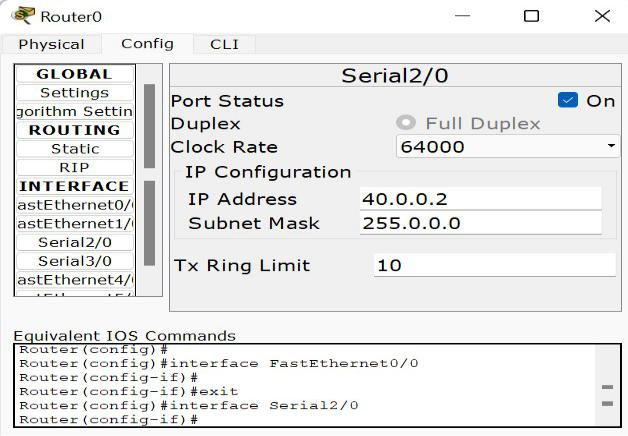 Router0
Physical Config CLI
GLOBAL
Settings
gorithm Settin
ROUTING
Static
RIP
INTERFACE
astEthernet0/
astEthernet1/
Serial2/0
Serial3/0
astEthernet4/
Serial2/0
Port Status On
Duplex Full Duplex
Clock Rate 64000
IP Configuration
IP Address 40.0.0.2
Subnet Mask 255.0.0.0
Tx Ring Limit 10
Equivalent IOS Commands
Router(config)#
Router(config)#interface FastEthernet0/0
Router(config-if)#
Router(config-if)#exit
Router(config)#interface Serial2/0
Router(config-if)#